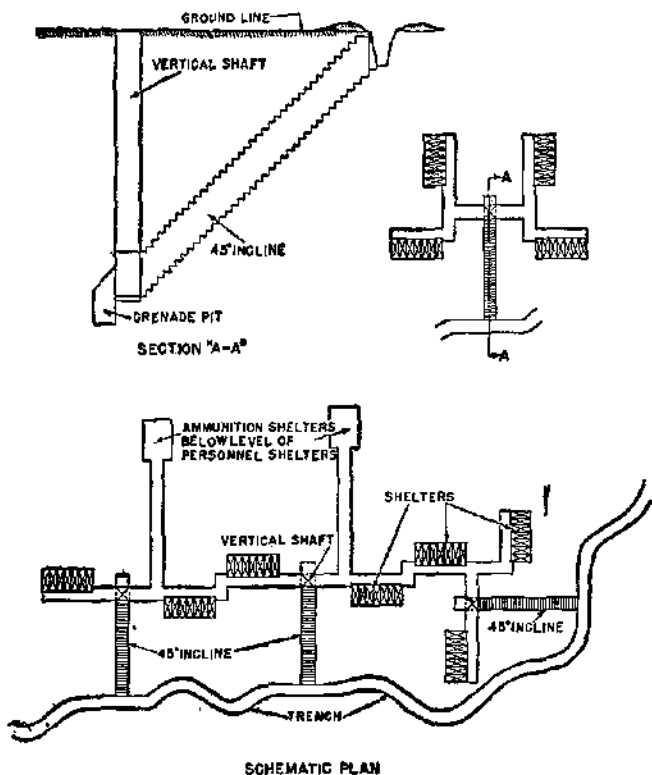 GROUND LINE
VERTICAL SHAFT
45° INCLINE
GRENADE PIT
SECTION "A-A"
A
A
AMMUNITION SHELTERS
BELOW LEVEL OF
PERSONNEL SHELTERS
SHELTERS
VERTICAL SHAFT
45° INCLINE
45° INCLINE
TRENCH
SCHEMATIC PLAN